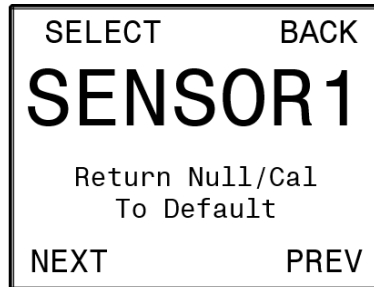 SELECT BACK
SENSOR1
Return Null/Cal
To Default
NEXT PREV